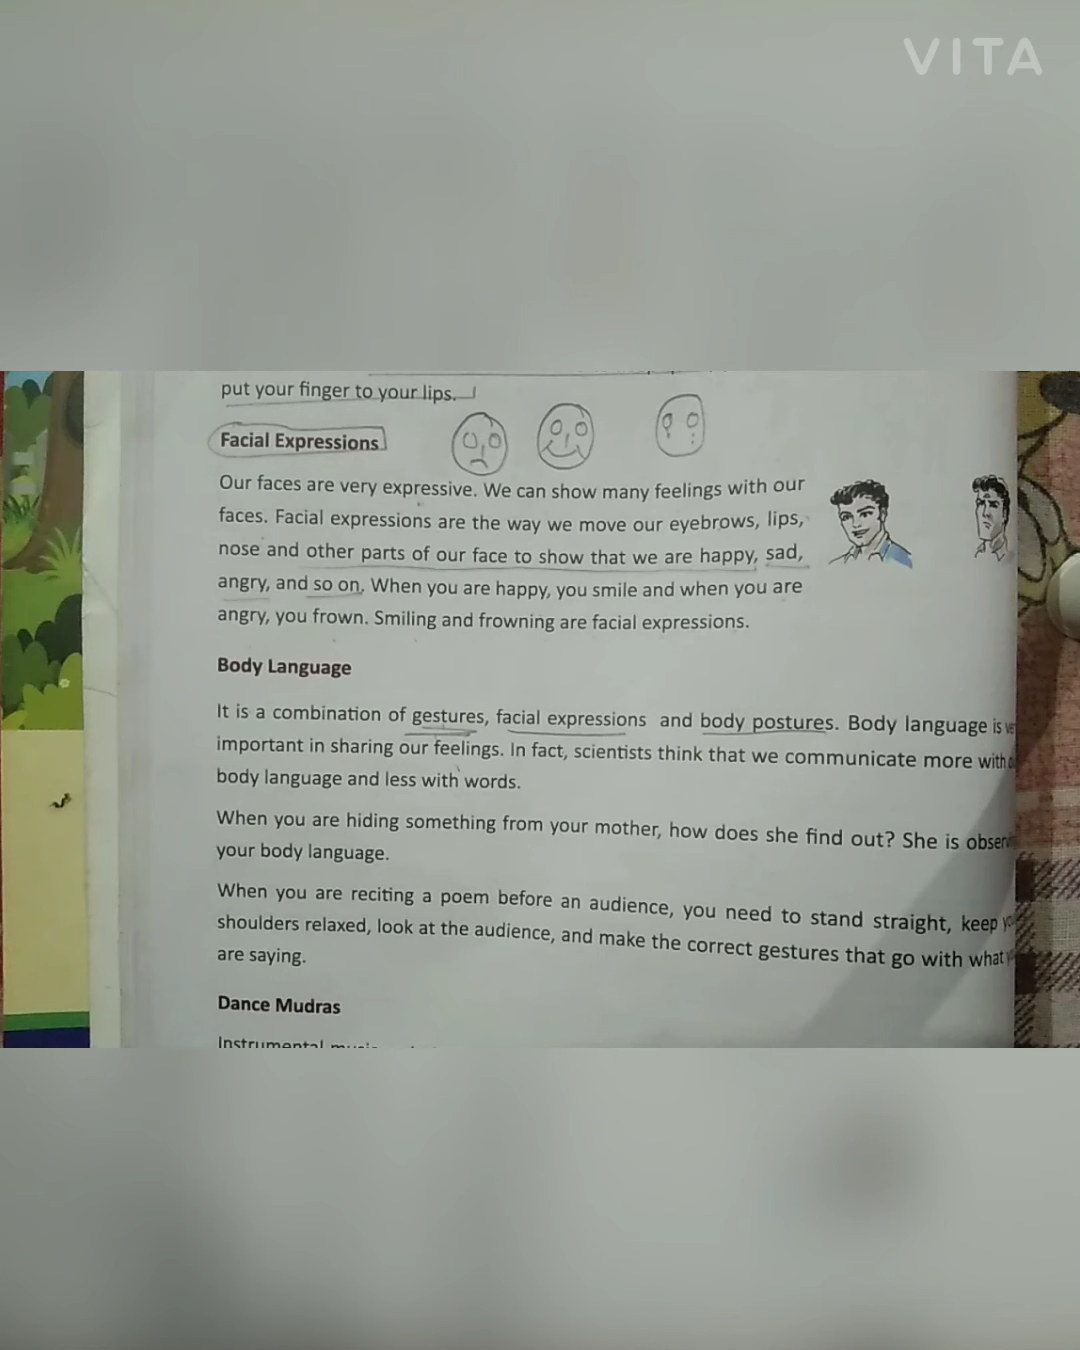 VITA
put your finger to your lips.
Facial Expressions
Our faces are very expressive. We can show many feelings with our
faces. Facial expressions are the way we move our eyebrows, lips,
nose and other parts of our face to show that we are happy, sad,
angry, and so on. When you are happy, you smile and when you are
angry, you frown. Smiling and frowning are facial expressions.
Body Language
It is a combination of gestures, facial expressions and body postures. Body language is
important in sharing our feelings. In fact, scientists think that we communicate more with
body language and less with words.
When you are hiding something from your mother, how does she find out? She is
your body language.
When you are reciting a poem before an audience, you need to stand straight, keep
shoulders relaxed, look at the audience, and make the correct gestures that go with what
are saying.
Dance Mudras
Instrumental